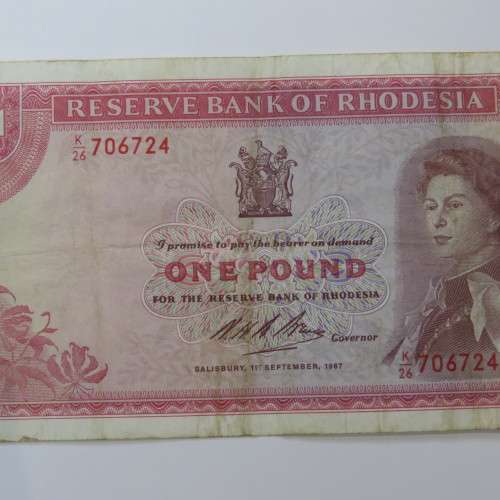 1
RESERVE BANK OF RHODESIA
K/26 706724
I promise to pay the bearer on demand
ONE POUND
FOR THE RESERVE BANK OF RHODESIA
Governor
SALISBURY, 1ST SEPTEMBER, 1967
K/26 706724